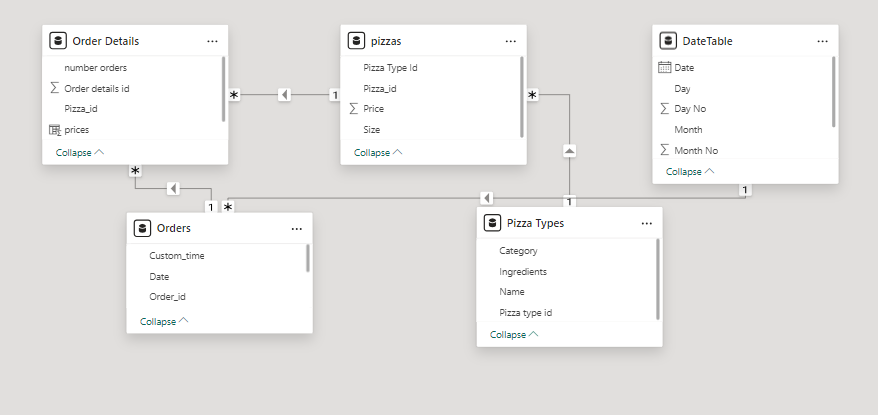 Order Details
...
number orders
Order details id
Pizza_id
prices
Collapse
pizzas
...
Pizza Type Id
Pizza_id
Price
Size
Collapse
DateTable
...
Date
Day
Day No
Month
Month No
Collapse
*
1
*
1
*
1
*
1
Orders
...
Custom_time
Date
Order_id
Collapse
Pizza Types
...
Category
Ingredients
Name
Pizza type id
Collapse